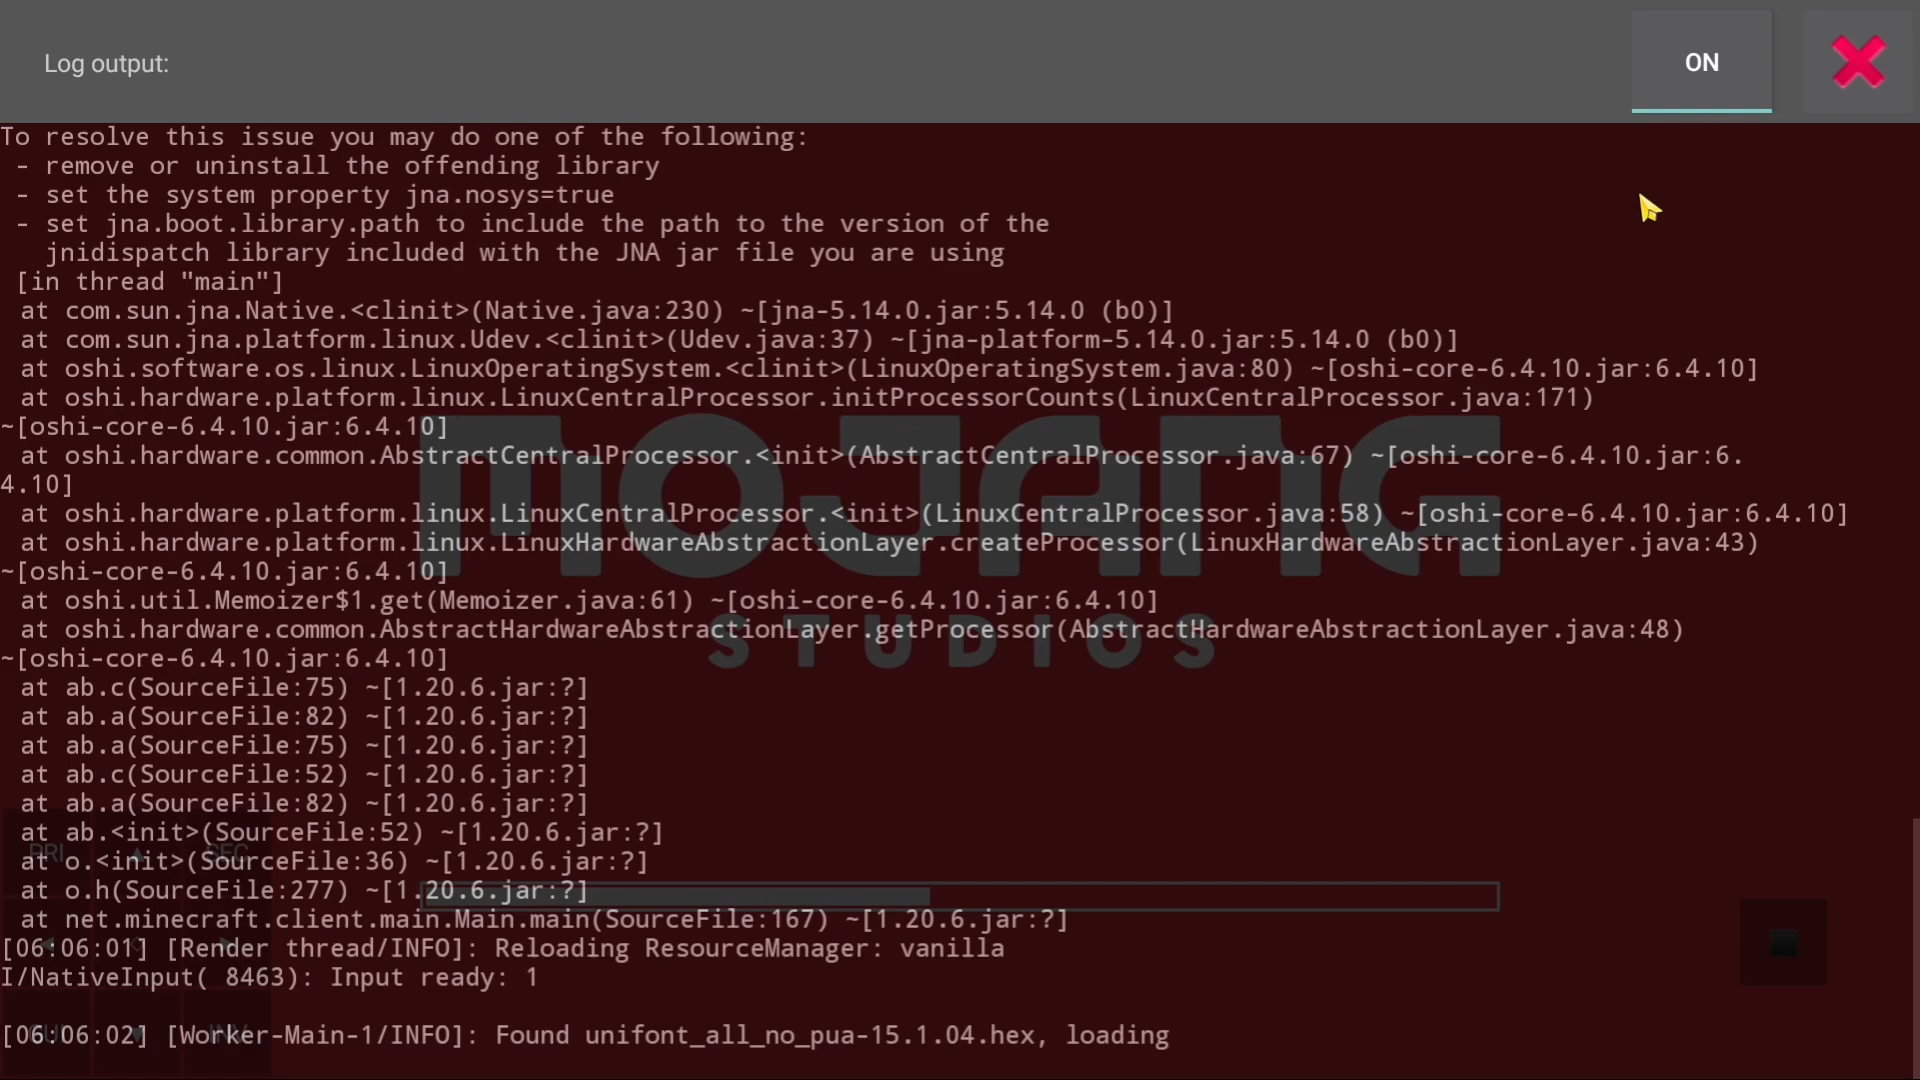 Log output:
ON
To resolve this issue you may do one of the following:
- remove or uninstall the offending library
- set the system property jna.nosys=true
- set jna.boot.library.path to include the path to the version of the
jnidispatch library included with the JNA jar file you are using
[in thread "main"]
at com.sun.jna.Native.<clinit>(Native.java:230) ~[jna-5.14.0.jar:5.14.0 (b0)]
at com.sun.jna.platform.linux.Udev.<clinit>(Udev.java:37) ~[jna-platform-5.14.0.jar:5.14.0 (b0)]
at oshi.software.os.linux.LinuxOperatingSystem.<clinit>(LinuxOperatingSystem.java:80) ~[oshi-core-6.4.10.jar:6.4.10]
at oshi.hardware.platform.linux.LinuxCentralProcessor.initProcessorCounts(LinuxCentralProcessor.java:171)
~[oshi-core-6.4.10.jar:6.4.10]
at oshi.hardware.common.AbstractCentralProcessor.<init>(AbstractCentralProcessor.java:67) ~[oshi-core-6.4.10.jar:6.
4.10]
at oshi.hardware.platform.linux.LinuxCentralProcessor.<init>(LinuxCentralProcessor.java:58) ~[oshi-core-6.4.10.jar:6.4.10]
at oshi.hardware.platform.linux.LinuxHardwareAbstractionLayer.createProcessor(LinuxHardwareAbstractionLayer.java:43)
~[oshi-core-6.4.10.jar:6.4.10]
at oshi.util.Memoizer$1.get(Memoizer.java:61) ~[oshi-core-6.4.10.jar:6.4.10]
at oshi.hardware.common.AbstractHardwareAbstractionLayer.getProcessor(AbstractHardwareAbstractionLayer.java:48)
~[oshi-core-6.4.10.jar:6.4.10]
at ab.c(SourceFile:75) ~[1.20.6.jar:?]
at ab.a(SourceFile:82) ~[1.20.6.jar:?]
at ab.a(SourceFile:75) ~[1.20.6.jar:?]
at ab.c(SourceFile:52) ~[1.20.6.jar:?]
at ab.a(SourceFile:82) ~[1.20.6.jar:?]
at ab.<init>(SourceFile:52) ~[1.20.6.jar:?]
at o.<init>(SourceFile:36) ~[1.20.6.jar:?]
at o.h(SourceFile:277) ~[1.20.6.jar:?]
at net.minecraft.client.main.Main.main(SourceFile:167) ~[1.20.6.jar:?]
[06:06:01] [Render thread/INFO]: Reloading ResourceManager: vanilla
I/NativeInput( 8463): Input ready: 1
[06:06:02] [Worker-Main-1/INFO]: Found unifont_all_no_pua-15.1.04.hex, loading
MOJANG
STUDIOS
PRI
SEC